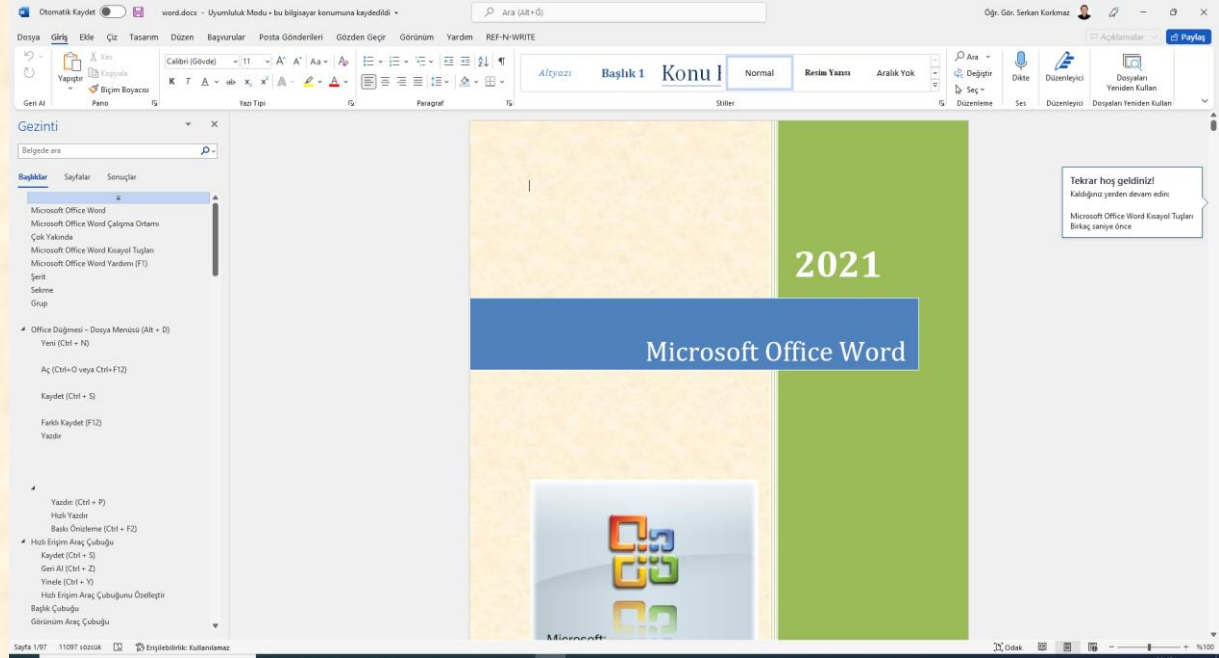 Otomatik Kaydet
word.docx - Uyumluluk Modu • bu bilgisayar konumuna kaydedildi
Ara (Alt+G)
Öğr. Gör. Serkan Korkmaz
Dosya Giriş Ekle Çiz Tasarım Düzen Başvurular Posta Gönderileri Gözden Geçir Görünüm Yardım REF-N-WRITE
Açıklamalar Paylaş
Yapıştır
Kes
Kopyala
Biçim Boyacısı
Calibri (Gövde) 11
Altyazı Başlık 1 Normal Resim Yazısı Aralık Yok
Ara
Değiştir
Seç
Dikte
Düzenleyici
Dosyaları
Yeniden Kullan
Geri Al Pano Yazı Tipi Paragraf Stiller Düzenleme Ses Düzenleyici Dosyaları Yeniden Kullan
Gezinti
Belgede ara
Başlıklar Sayfalar Sonuçlar
Microsoft Office Word
Microsoft Office Word Çalışma Ortamı
Çok Yakında
Microsoft Office Word Kısayol Tuşları
Microsoft Office Word Yardımı (F1)
Şerit
Sekme
Grup
Office Düğmesi – Dosya Menüsü (Alt + D)
Yeni (Ctrl + N)
Aç (Ctrl+O veya Ctrl+F12)
Kaydet (Ctrl + S)
Farklı Kaydet (F12)
Yazdır
Yazdır (Ctrl + P)
Hızlı Yazdır
Baskı Önizleme (Ctrl + F2)
Hızlı Erişim Araç Çubuğu
Kaydet (Ctrl + S)
Geri Al (Ctrl + Z)
Yinele (Ctrl + Y)
Hızlı Erişim Araç Çubuğunu Özelleştir
Başlık Çubuğu
Görünüm Araç Çubuğu
2021
Microsoft Office Word
Tekrar hoş geldiniz!
Kaldığınız yerden devam edin:
Microsoft Office Word Kısayol Tuşları
Birkaç saniye önce
Sayfa 1/97 11097 sözcük Erişilebilirlik: Kullanılamaz
Odak %100